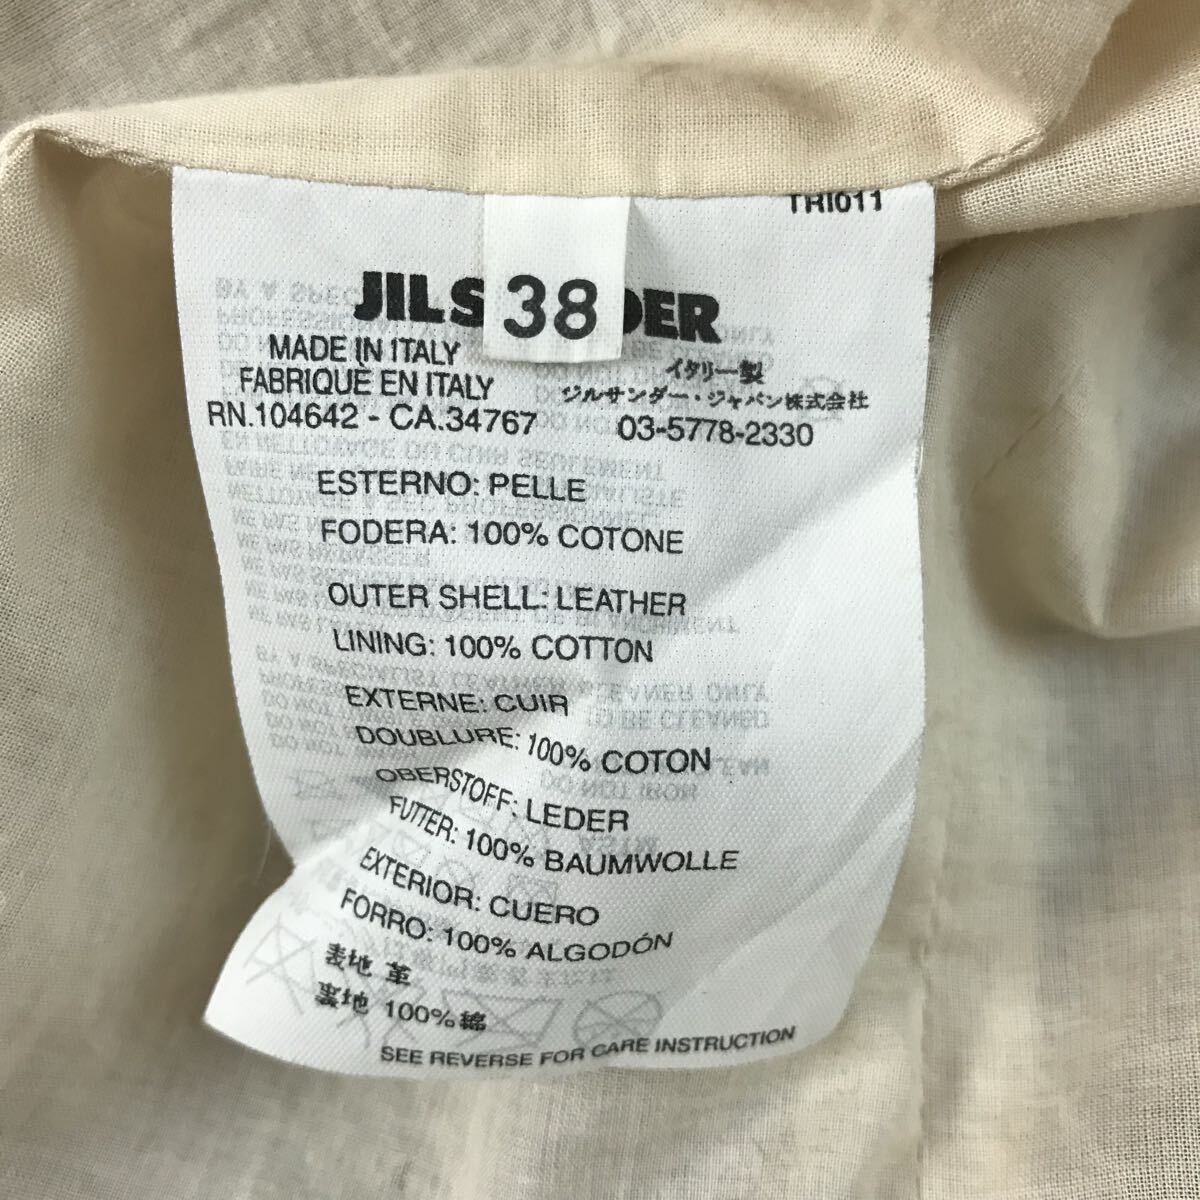 TRI011
JILS DER
38
MADE IN ITALY
FABRIQUÉ EN ITALY
RN.104642 - CA.34767
イタリー製
ジルサンダー・ジャパン株式会社
03-5778-2330
ESTERNO: PELLE
FODERA: 100% COTONE
OUTER SHELL: LEATHER
LINING: 100% COTTON
EXTERNE: CUIR
DOUBLURE: 100% COTON
OBERSTOFF: LEDER
FUTTER: 100% BAUMWOLLE
EXTERIOR: CUERO
FORRO: 100% ALGODÓN
表地 革
裏地 100%綿
SEE REVERSE FOR CARE INSTRUCTION